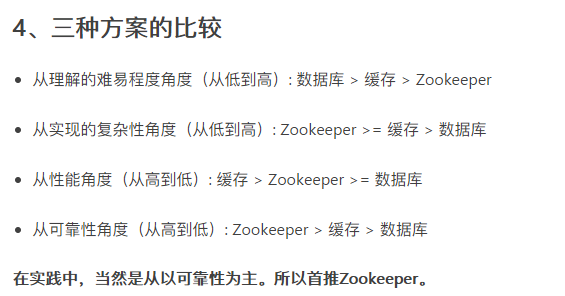 4、三种方案的比较
从理解的难易程度角度（从低到高）: 数据库 > 缓存 > Zookeeper
从实现的复杂性角度（从低到高）: Zookeeper >= 缓存 > 数据库
从性能角度（从高到低）: 缓存 > Zookeeper >= 数据库
从可靠性角度（从高到低）: Zookeeper > 缓存 > 数据库
在实践中，当然是从以可靠性为主。所以首推Zookeeper。